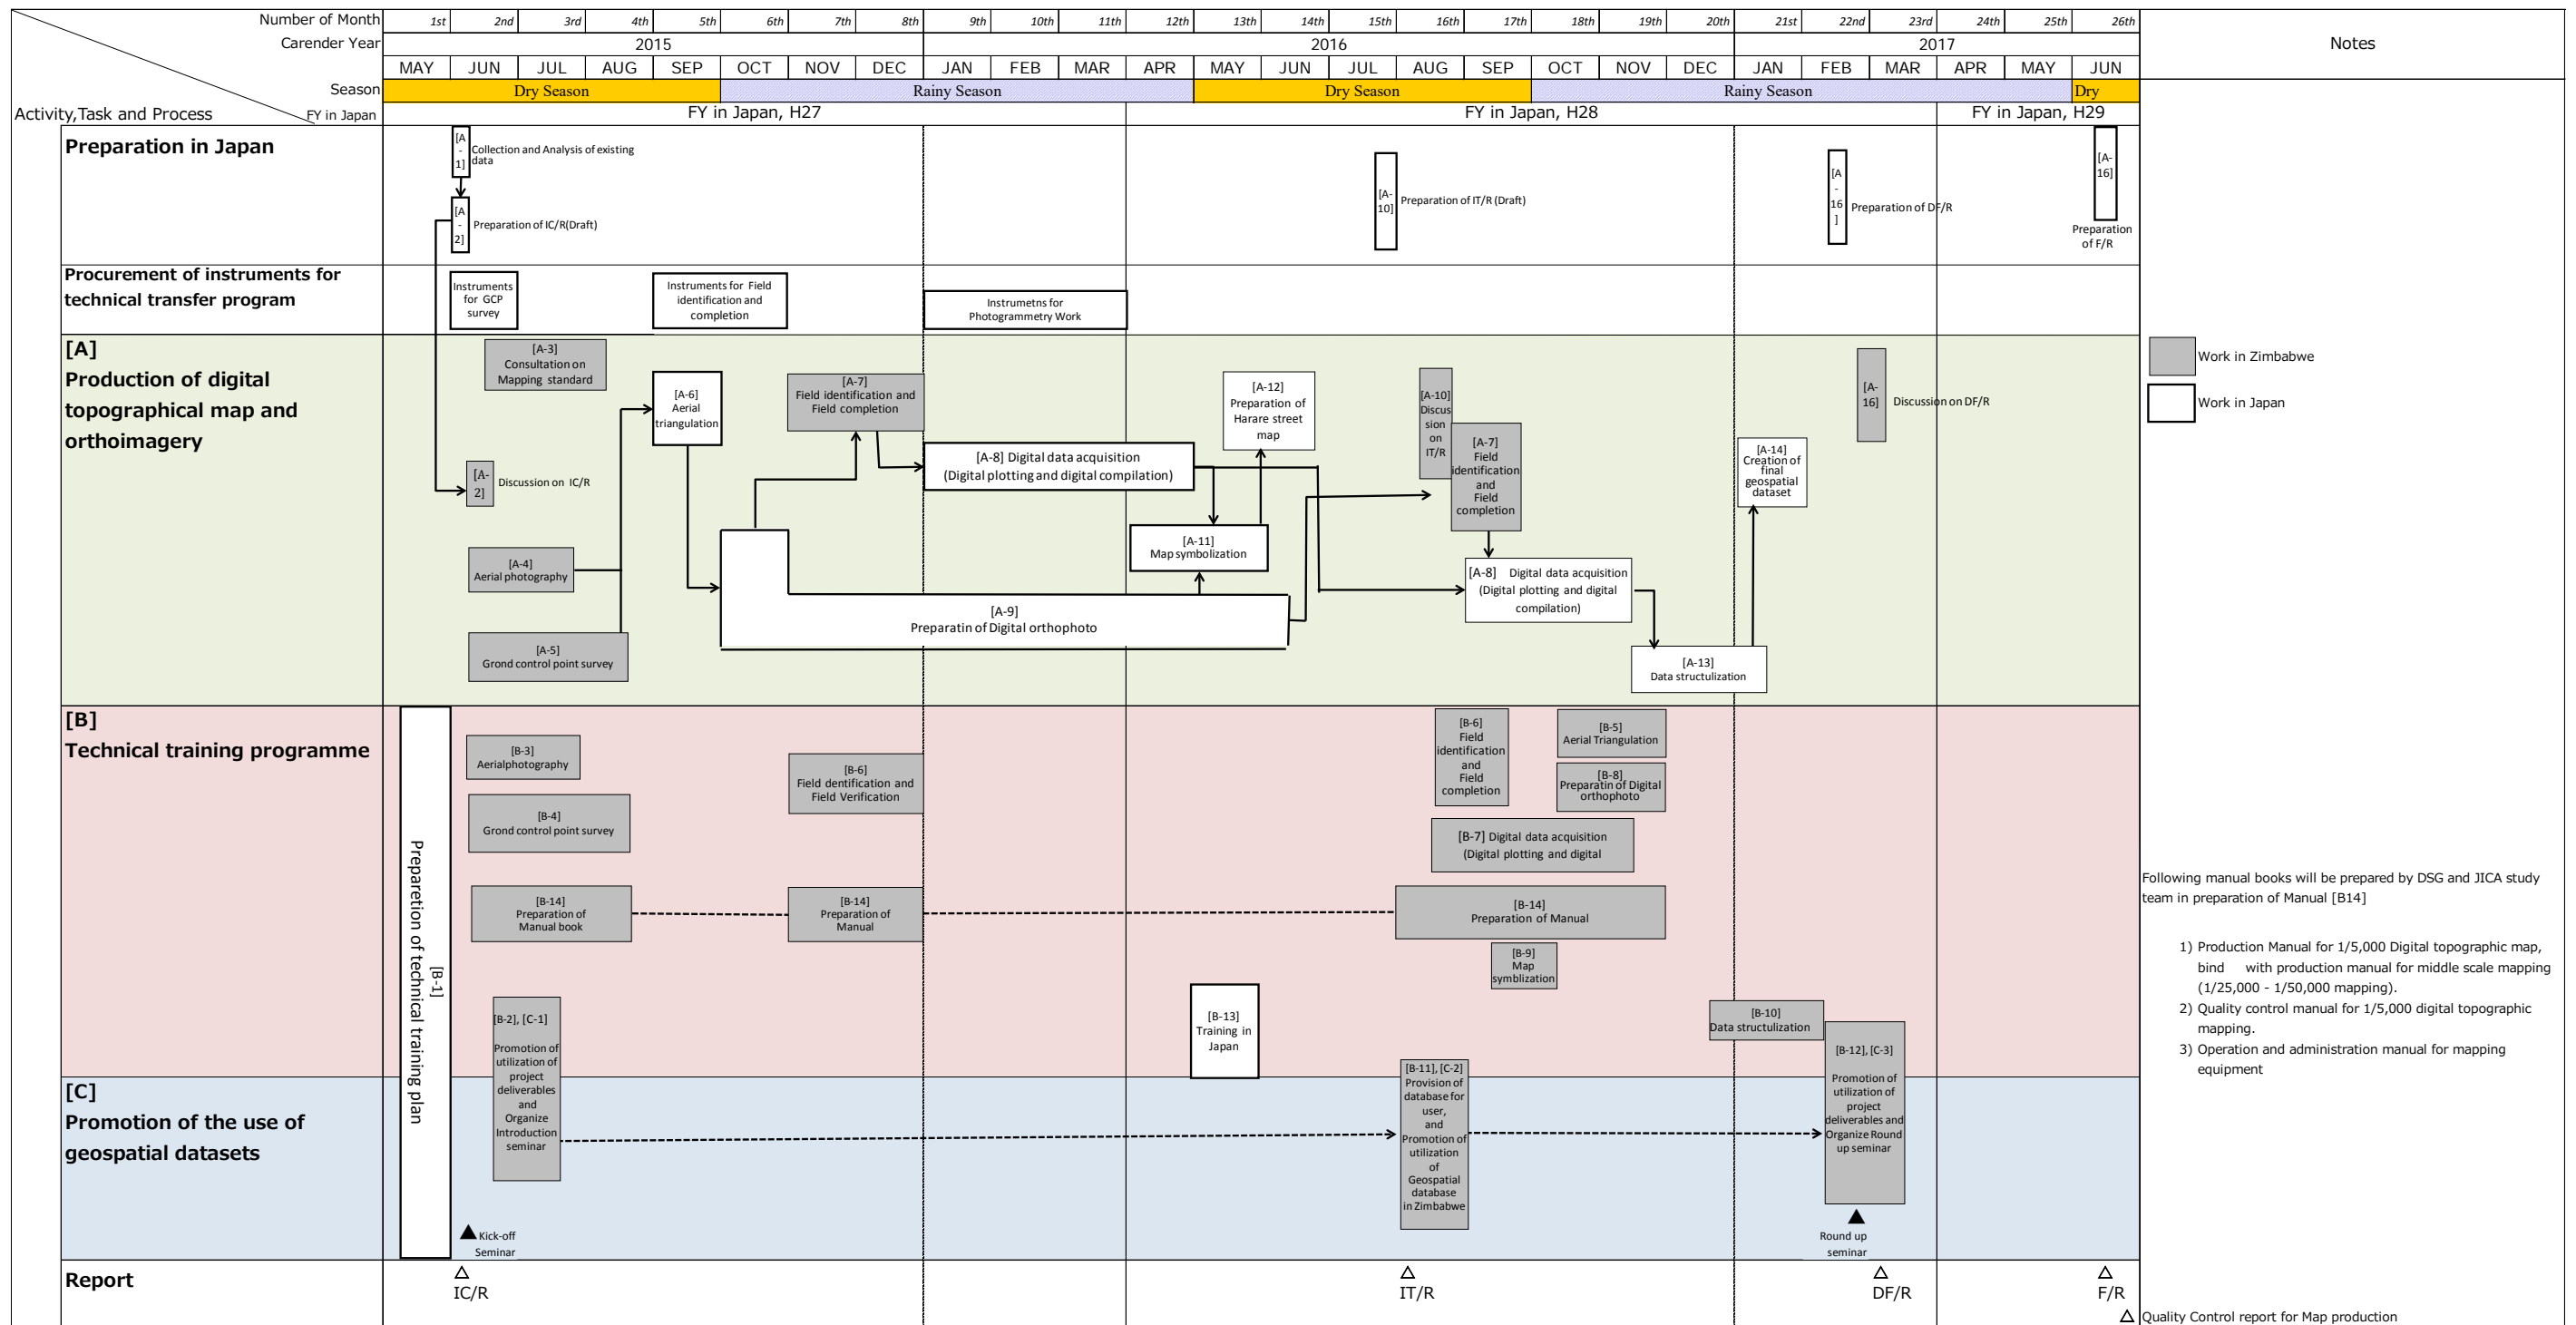 Number of Month 1st 2nd 3rd 4th 5th 6th 7th 8th 9th 10th 11th 12th 13th 14th 15th 16th 17th 18th 19th 20th 21st 22nd 23rd 24th 25th 26th
Carender Year 2015 2016 2017 Notes
MAY JUN JUL AUG SEP OCT NOV DEC JAN FEB MAR APR MAY JUN JUL AUG SEP OCT NOV DEC JAN FEB MAR APR MAY JUN
Season Dry Season Rainy Season Dry Season Rainy Season Dry
Activity,Task and Process FY in Japan FY in Japan, H27 FY in Japan, H28 FY in Japan, H29
Preparation in Japan
[A
-
1]
Collection and Analysis of existing
data
[A
-
2]
Preparation of IC/R(Draft)
[A-
10]
Preparation of IT/R (Draft)
[A
-
16
]
Preparation of DF/R
[A-
16]
Preparation
of F/R
Procurement of instruments for
technical transfer program
Instruments
for GCP
survey
Instruments for Field
identification and
completion
Instrumetns for
Photogrammetry Work
[A]
Production of digital
topographical map and
orthoimagery
[A-3]
Consultation on
Mapping standard
[A-2]
Discussion on IC/R
[A-4]
Aerial photography
[A-5]
Grond control point survey
[A-6]
Aerial
triangulation
[A-7]
Field identification and
Field completion
[A-8] Digital data acquisition
(Digital plotting and digital compilation)
[A-9]
Preparatin of Digital orthophoto
[A-11]
Map symbolization
[A-12]
Preparation of
Harare street
map
[A-10]
Discus
sion
on
IT/R
[A-7]
Field
identification
and
Field
completion
[A-8] Digital data acquisition
(Digital plotting and digital
compilation)
[A-13]
Data structulization
[A-14]
Creation of
final
geospatial
dataset
[A-
16]
Discussion on DF/R
Work in Zimbabwe
Work in Japan
[B]
Technical training programme
[B-1]
Preparetion of technical training plan
[B-3]
Aerialphotography
[B-4]
Grond control point survey
[B-14]
Preparation of
Manual book
[B-6]
Field dentification and
Field Verification
[B-14]
Preparation of
Manual
[B-6]
Field
identification
and
Field
completion
[B-5]
Aerial Triangulation
[B-8]
Preparatin of Digital
orthophoto
[B-7] Digital data acquisition
(Digital plotting and digital
[B-14]
Preparation of Manual
[B-9]
Map
symblization
[B-13]
Training in
Japan
[B-10]
Data structulization
[B-2], [C-1]
Promotion of
utilization of
project
deliverables
and
Organize
Introduction
seminar
[B-11], [C-2]
Provision of
database for
user,
and
Promotion of
utilization
of
Geospatial
database
in Zimbabwe
[B-12], [C-3]
Promotion of
utilization of
project
deliverables and
Organize Round
up seminar
Following manual books will be prepared by DSG and JICA study
team in preparation of Manual [B14]
1) Production Manual for 1/5,000 Digital topographic map,
bind with production manual for middle scale mapping
(1/25,000 - 1/50,000 mapping).
2) Quality control manual for 1/5,000 digital topographic
mapping.
3) Operation and administration manual for mapping
equipment
[C]
Promotion of the use of
geospatial datasets
▲ Kick-off
Seminar
▲
Round up
seminar
Report
△ △ △ △
IC/R IT/R DF/R F/R
△ Quality Control report for Map production